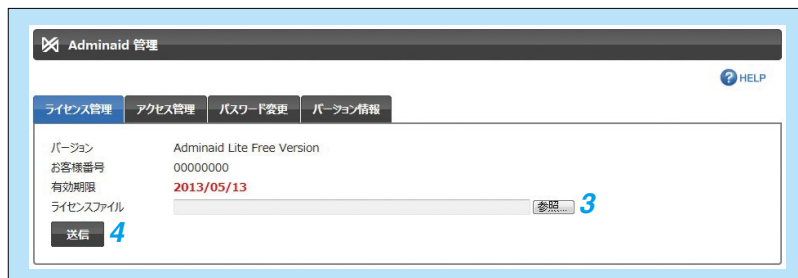 Adminaid 管理
HELP
ライセンス管理 アクセス管理 パスワード変更 バージョン情報
バージョン Adminaid Lite Free Version
お客様番号 00000000
有効期限 2013/05/13
ライセンスファイル 参照... 3
送信 4